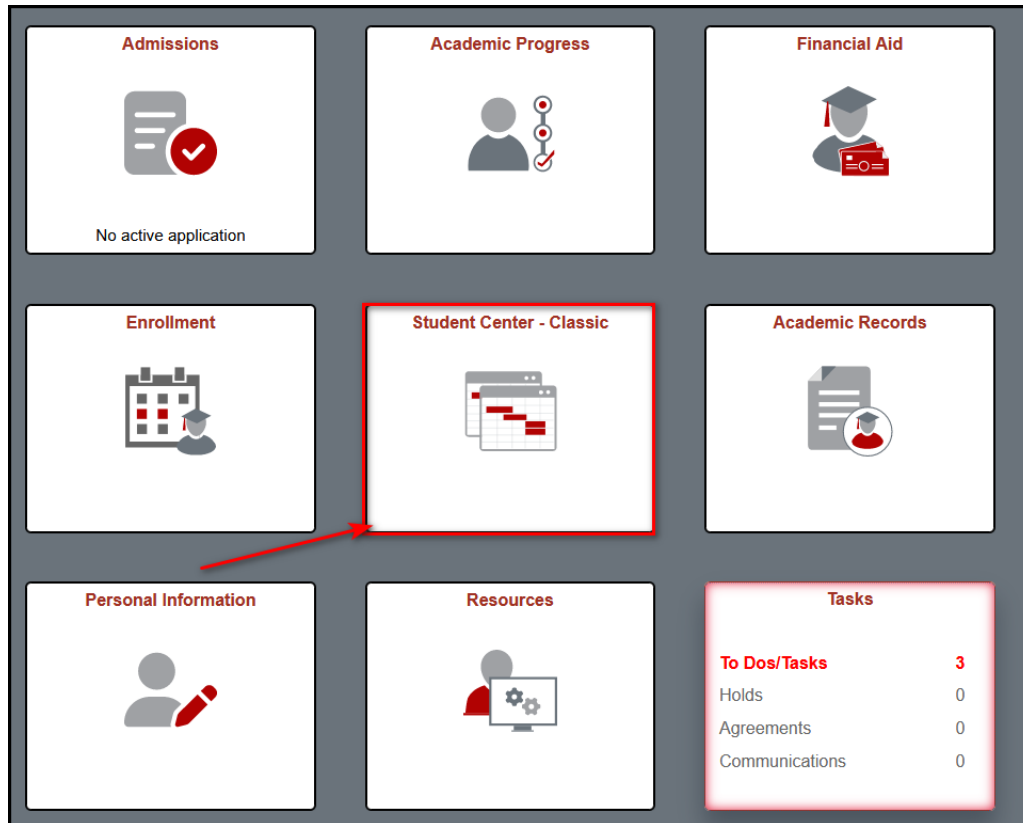 Admissions
Academic Progress
Financial Aid
No active application
Enrollment
Student Center - Classic
Academic Records
Personal Information
Resources
Tasks
To Dos/Tasks 3
Holds 0
Agreements 0
Communications 0